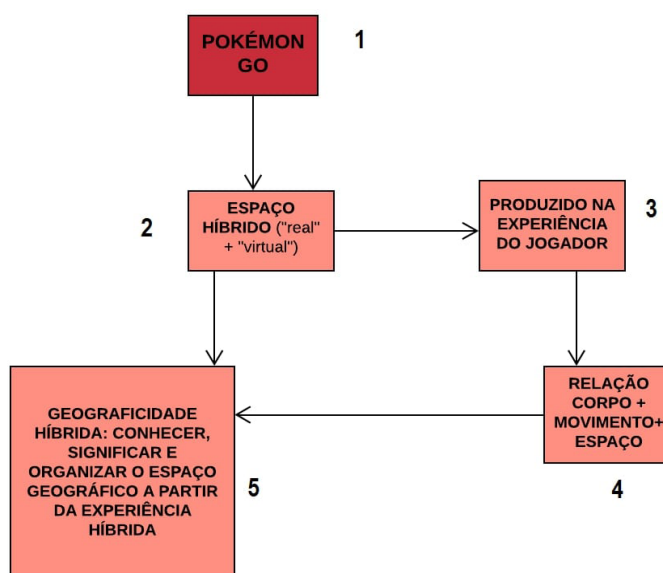 POKÉMON
GO
1
2
ESPAÇO
HÍBRIDO ("real"
+ "virtual")
PRODUZIDO NA
EXPERIÊNCIA
DO JOGADOR
3
RELAÇÃO
CORPO +
MOVIMENTO+
ESPAÇO
4
GEOGRAFICIDADE
HÍBRIDA: CONHECER,
SIGNIFICAR E
ORGANIZAR O ESPAÇO
GEOGRÁFICO A PARTIR
DA EXPERIÊNCIA
HÍBRIDA
5